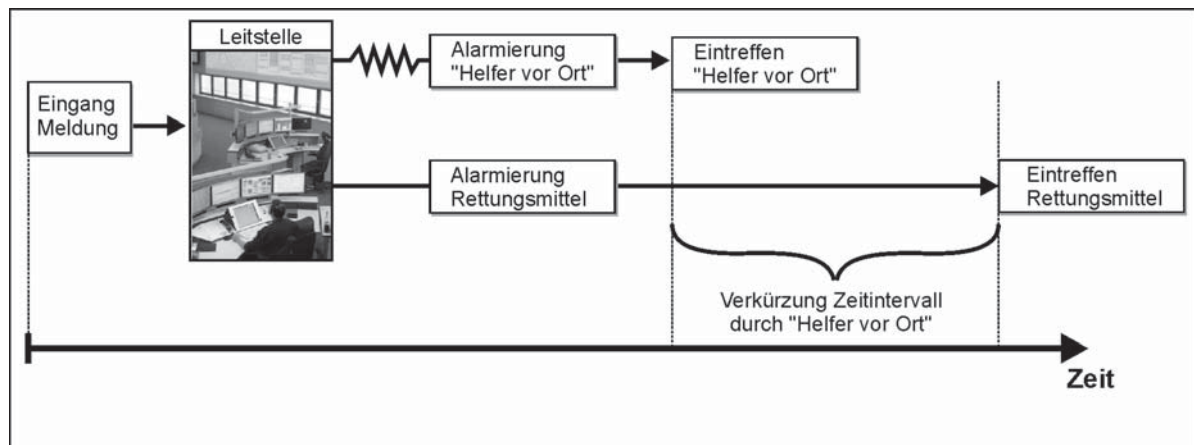 Leitstelle
Eingang
Meldung
Alarmierung
"Helfer vor Ort"
Eintreffen
"Helfer vor Ort"
Alarmierung
Rettungsmittel
Eintreffen
Rettungsmittel
Verkürzung Zeitintervall
durch "Helfer vor Ort"
Zeit